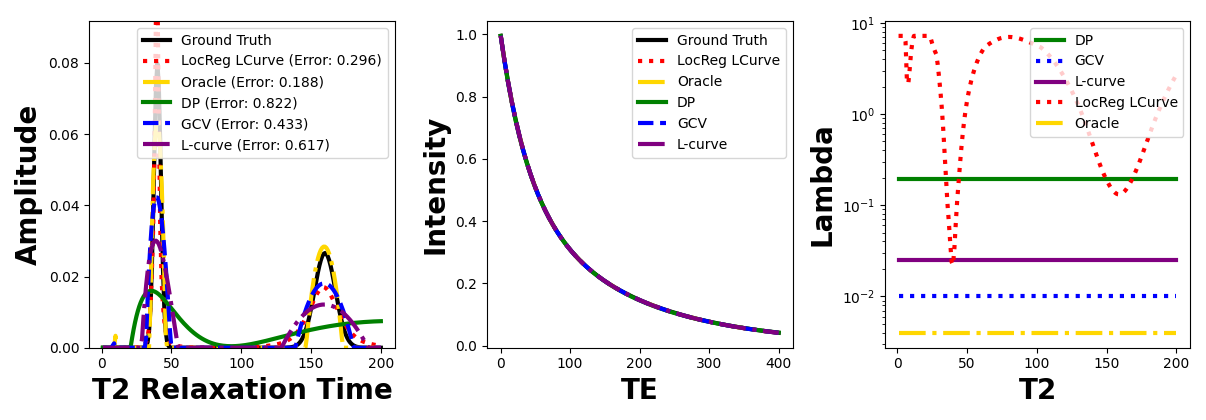 Amplitude
0.00
0.02
0.04
0.06
0.08
0
50
100
150
200
T2 Relaxation Time
Ground Truth
LocReg LCurve (Error: 0.296)
Oracle (Error: 0.188)
DP (Error: 0.822)
GCV (Error: 0.433)
L-curve (Error: 0.617)
Intensity
0.0
0.2
0.4
0.6
0.8
1.0
0
100
200
300
400
TE
Ground Truth
LocReg LCurve
Oracle
DP
GCV
L-curve
Lambda
10⁻²
10⁻¹
10⁰
10¹
0
50
100
150
200
T2
DP
GCV
L-curve
LocReg LCurve
Oracle